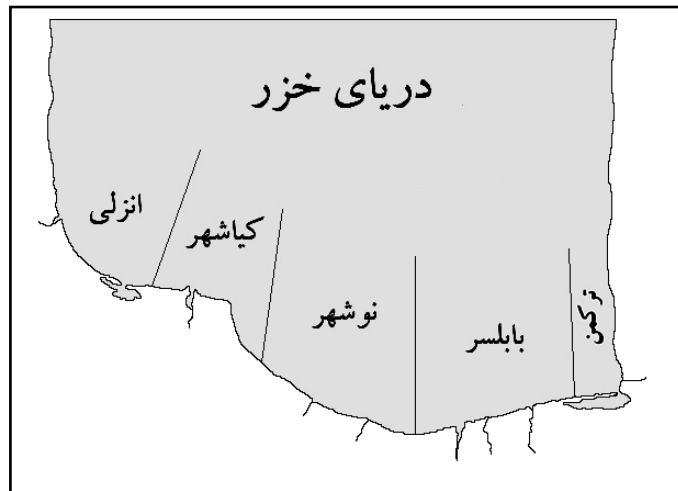 دریای خزر
انزلی
کیاشهر
نوشهر
بابلسر
ترکمن